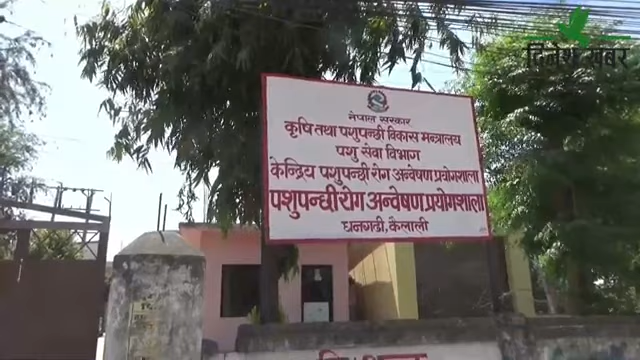 दिनेश खबर
नेपाल सरकार
कृषि तथा पशुपन्छी विकास मन्त्रालय
पशु सेवा विभाग
केन्द्रिय पशुपन्छी रोग अन्वेषण प्रयोगशाला
पशुपन्छी रोग अन्वेषण प्रयोगशाला
धनगढी, कैलाली